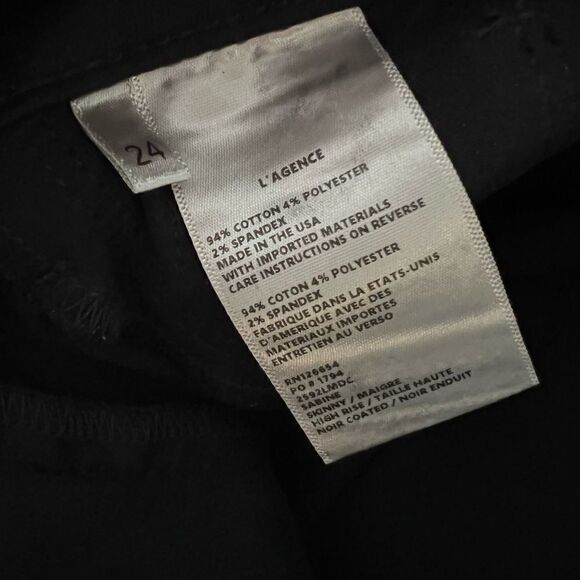 24
L'AGENCE
94% COTTON 4% POLYESTER
2% SPANDEX
MADE IN THE USA
WITH IMPORTED MATERIALS
CARE INSTRUCTIONS ON REVERSE
94% COTON 4% POLYESTER
2% SPANDEX
FABRIQUE DANS LA ETATS-UNIS
D'AMERIQUE AVEC DES
MATERIAUX IMPORTES
ENTRETIEN AU VERSO
RN126654
PO # 1794
2592LMDC
SABINE
SKINNY / MAIGRE
HIGH RISE / TAILLE HAUTE
NOIR COATED / NOIR ENDUIT